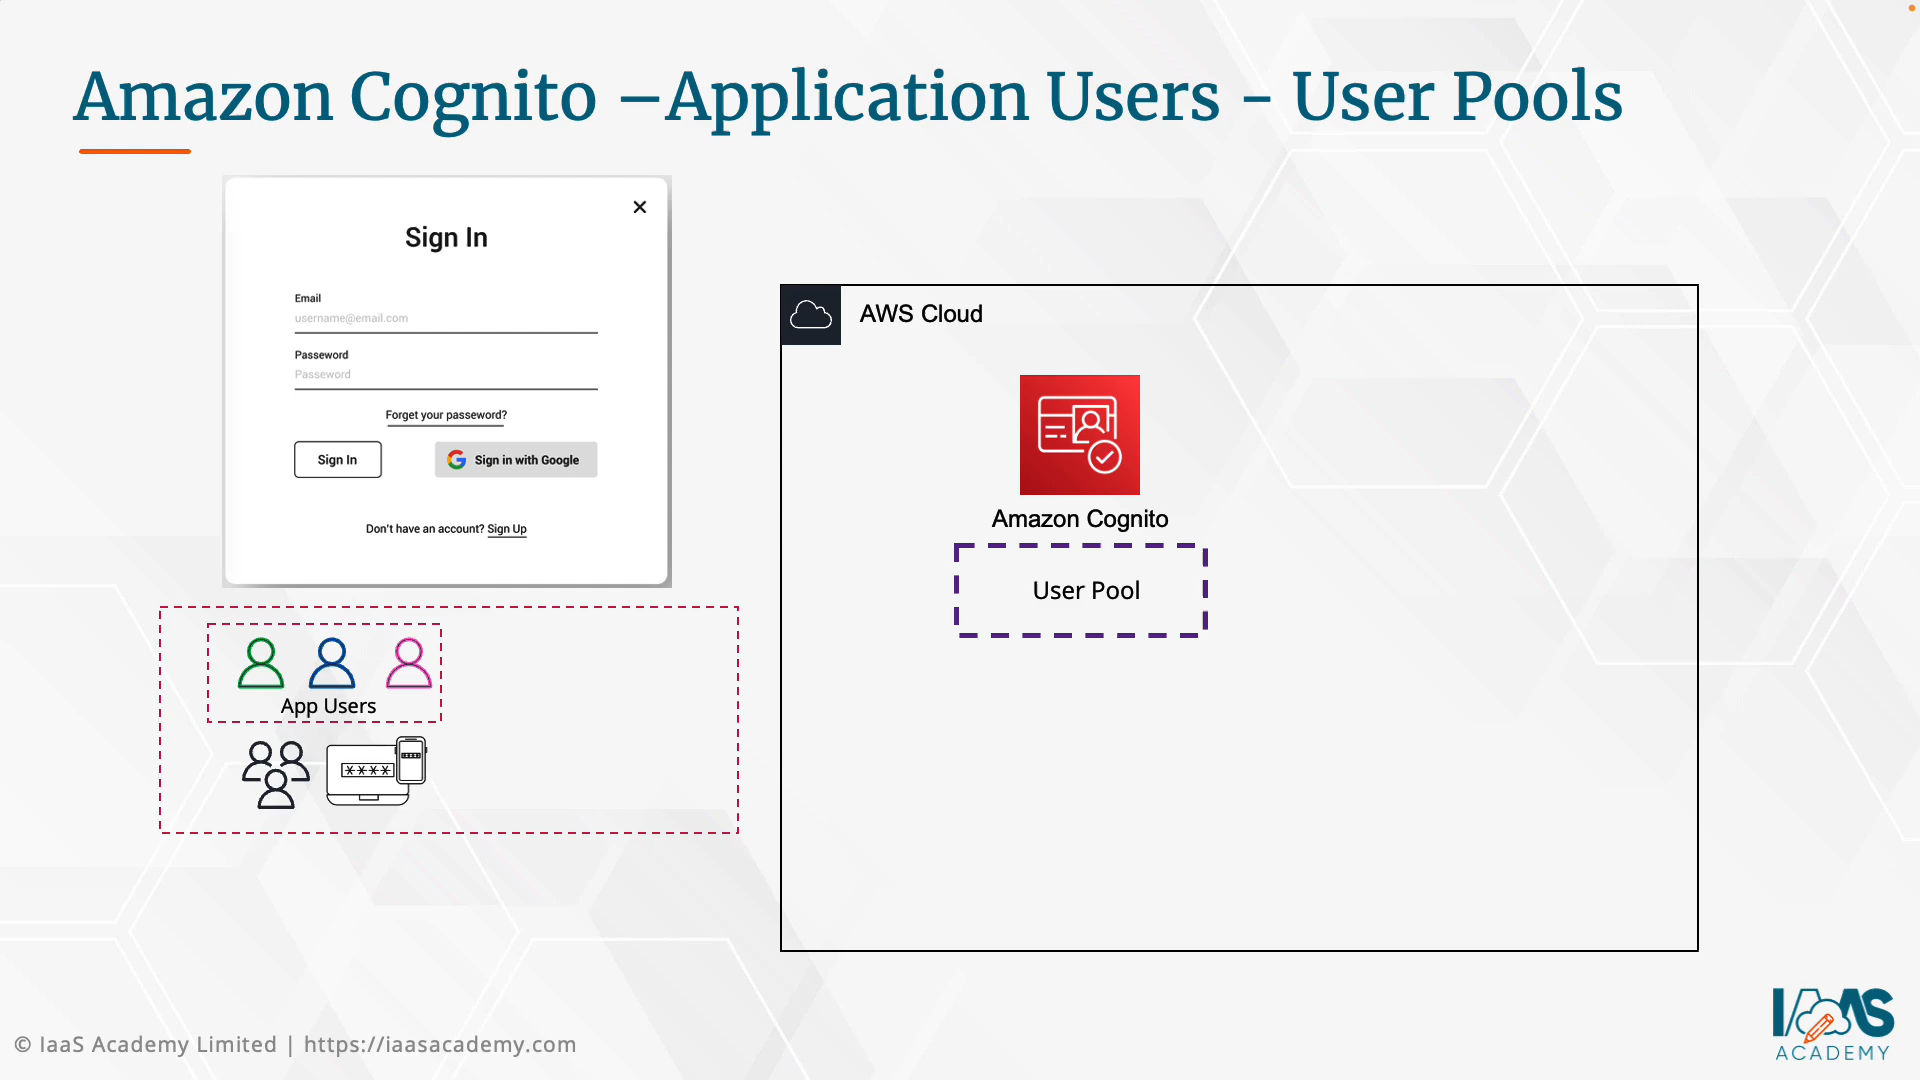 Amazon Cognito –Application Users - User Pools
Sign In
Email
username@email.com
Passeword
Passeword
Forget your passeword?
Sign In
Sign in with Google
Don't have an account? Sign Up
App Users
****
AWS Cloud
Amazon Cognito
User Pool
© IaaS Academy Limited | https://iaasacademy.com
IAAS
ACADEMY